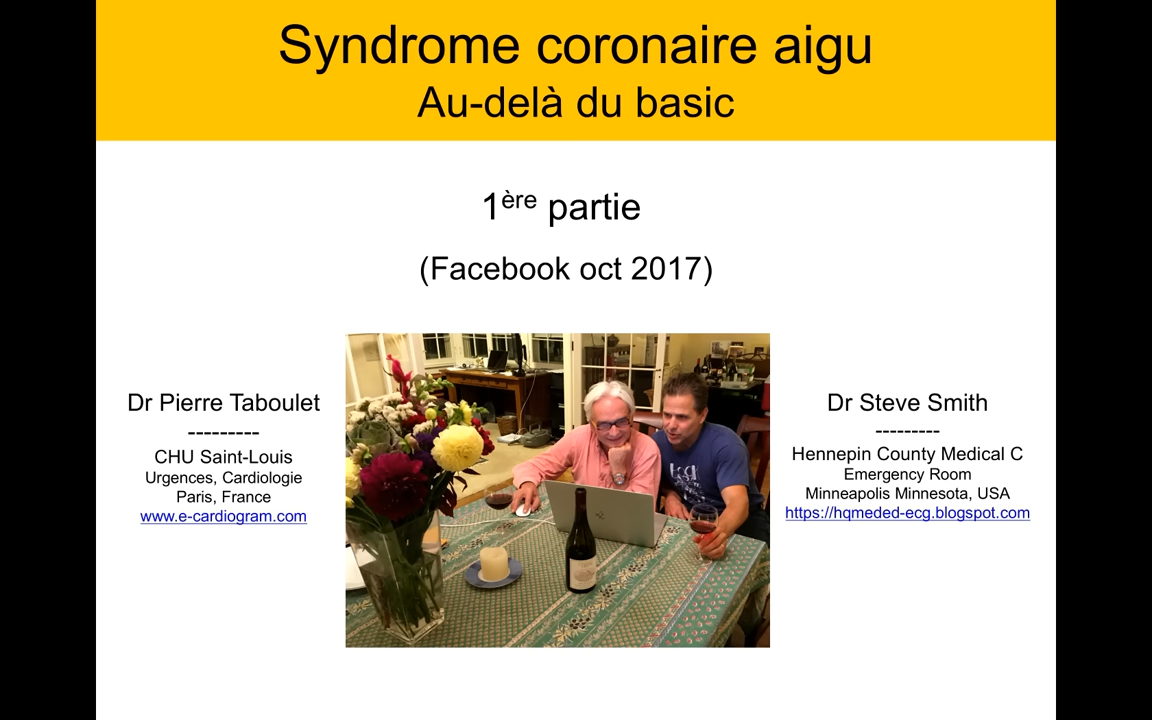 Syndrome coronaire aigu
Au-delà du basic
1ère partie
(Facebook oct 2017)
Dr Pierre Taboulet
---------
CHU Saint-Louis
Urgences, Cardiologie
Paris, France
www.e-cardiogram.com
Dr Steve Smith
---------
Hennepin County Medical C
Emergency Room
Minneapolis Minnesota, USA
https://hqmeded-ecg.blogspot.com